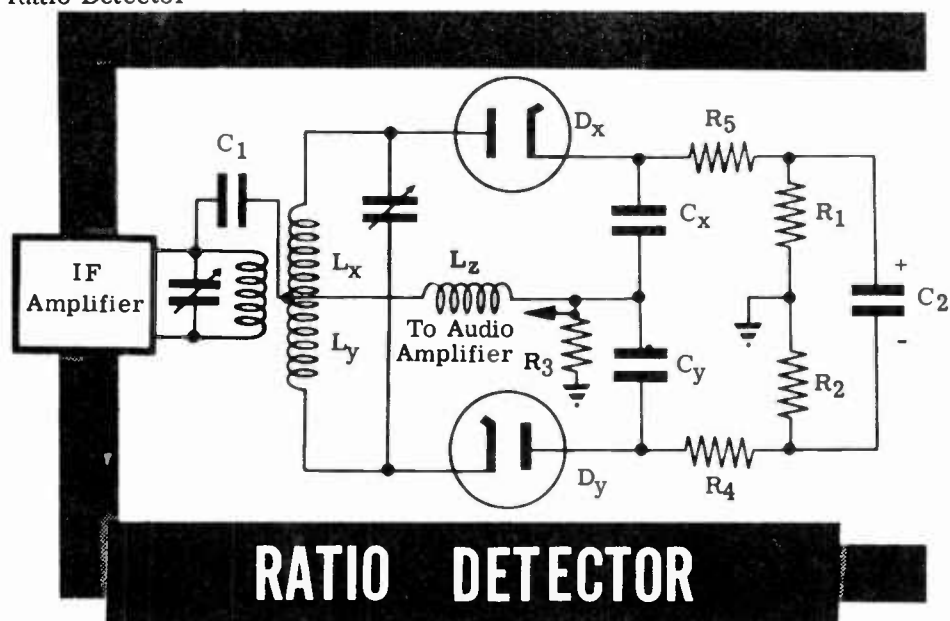 Ratio Detector
C1
Dx
R5
IF
Amplifier
Lx
Ly
Lz
To Audio
Amplifier
R3
Cx
Cy
R1
R2
+
C2
-
Dy
R4
RATIO DETECTOR